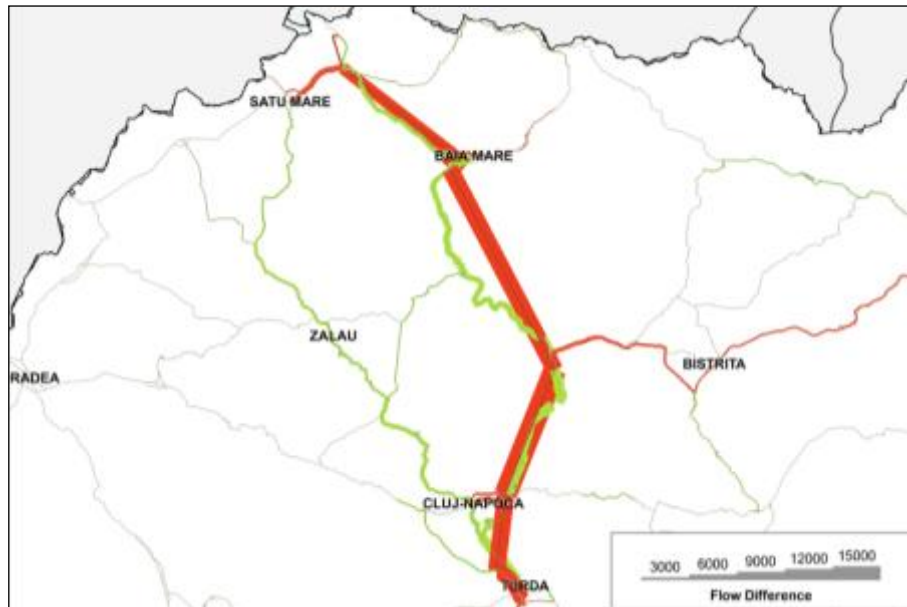 SATU MARE
BAIA MARE
ZALAU
BISTRITA
RADEA
CLUJ-NAPOCA
TURDA
3000 6000 9000 12000 15000
Flow Difference